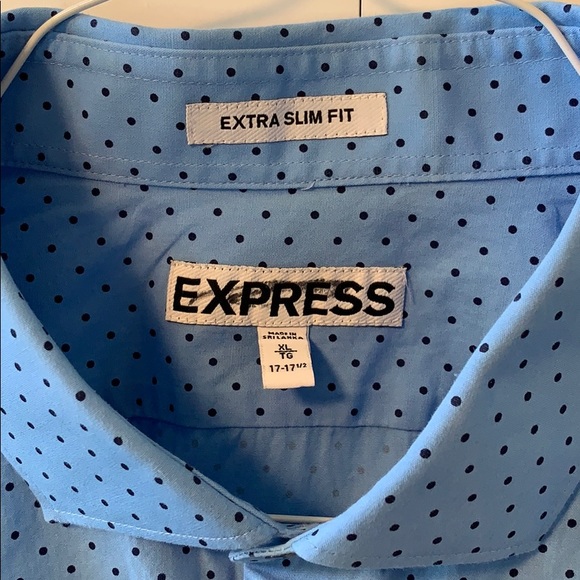 EXTRA SLIM FIT
EXPRESS
MADE IN
SRI LANKA
XL
TG
17-17 1/2